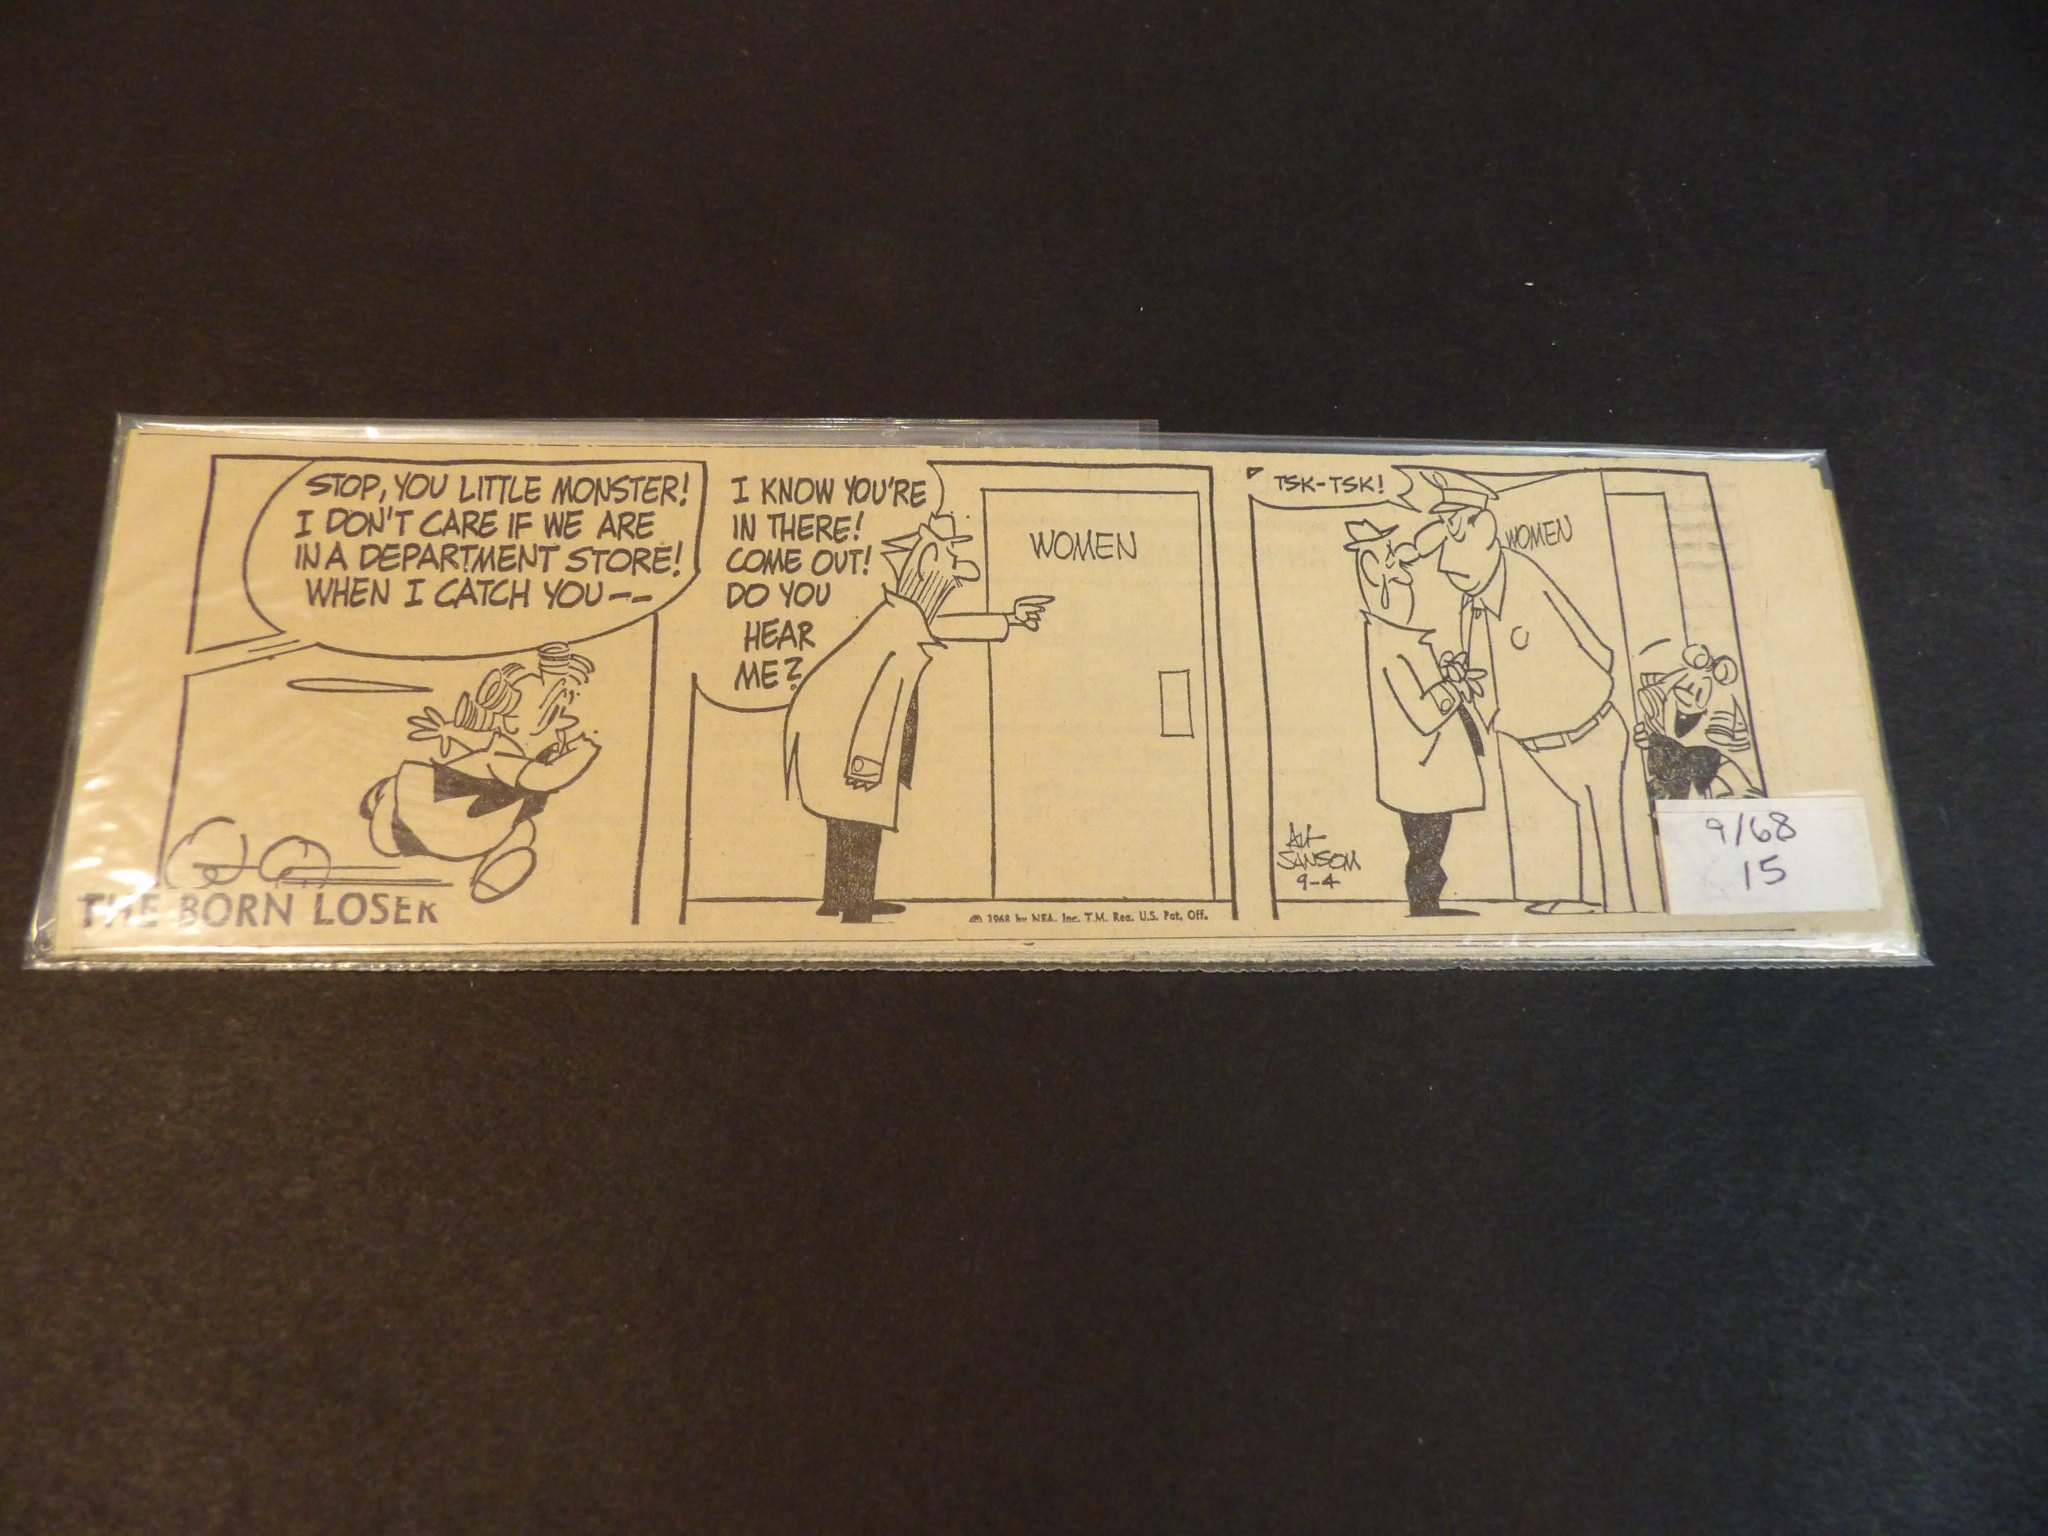 STOP, YOU LITTLE MONSTER!
I DON'T CARE IF WE ARE
IN A DEPARTMENT STORE!
WHEN I CATCH YOU--
THE BORN LOSER
I KNOW YOU'RE
IN THERE!
COME OUT!
DO YOU
HEAR
ME?
WOMEN
© 1968 by NEA, Inc. T.M. Reg. U.S. Pat. Off.
TSK-TSK!
WOMEN
ART
SANSOM
9-4
9/68
15